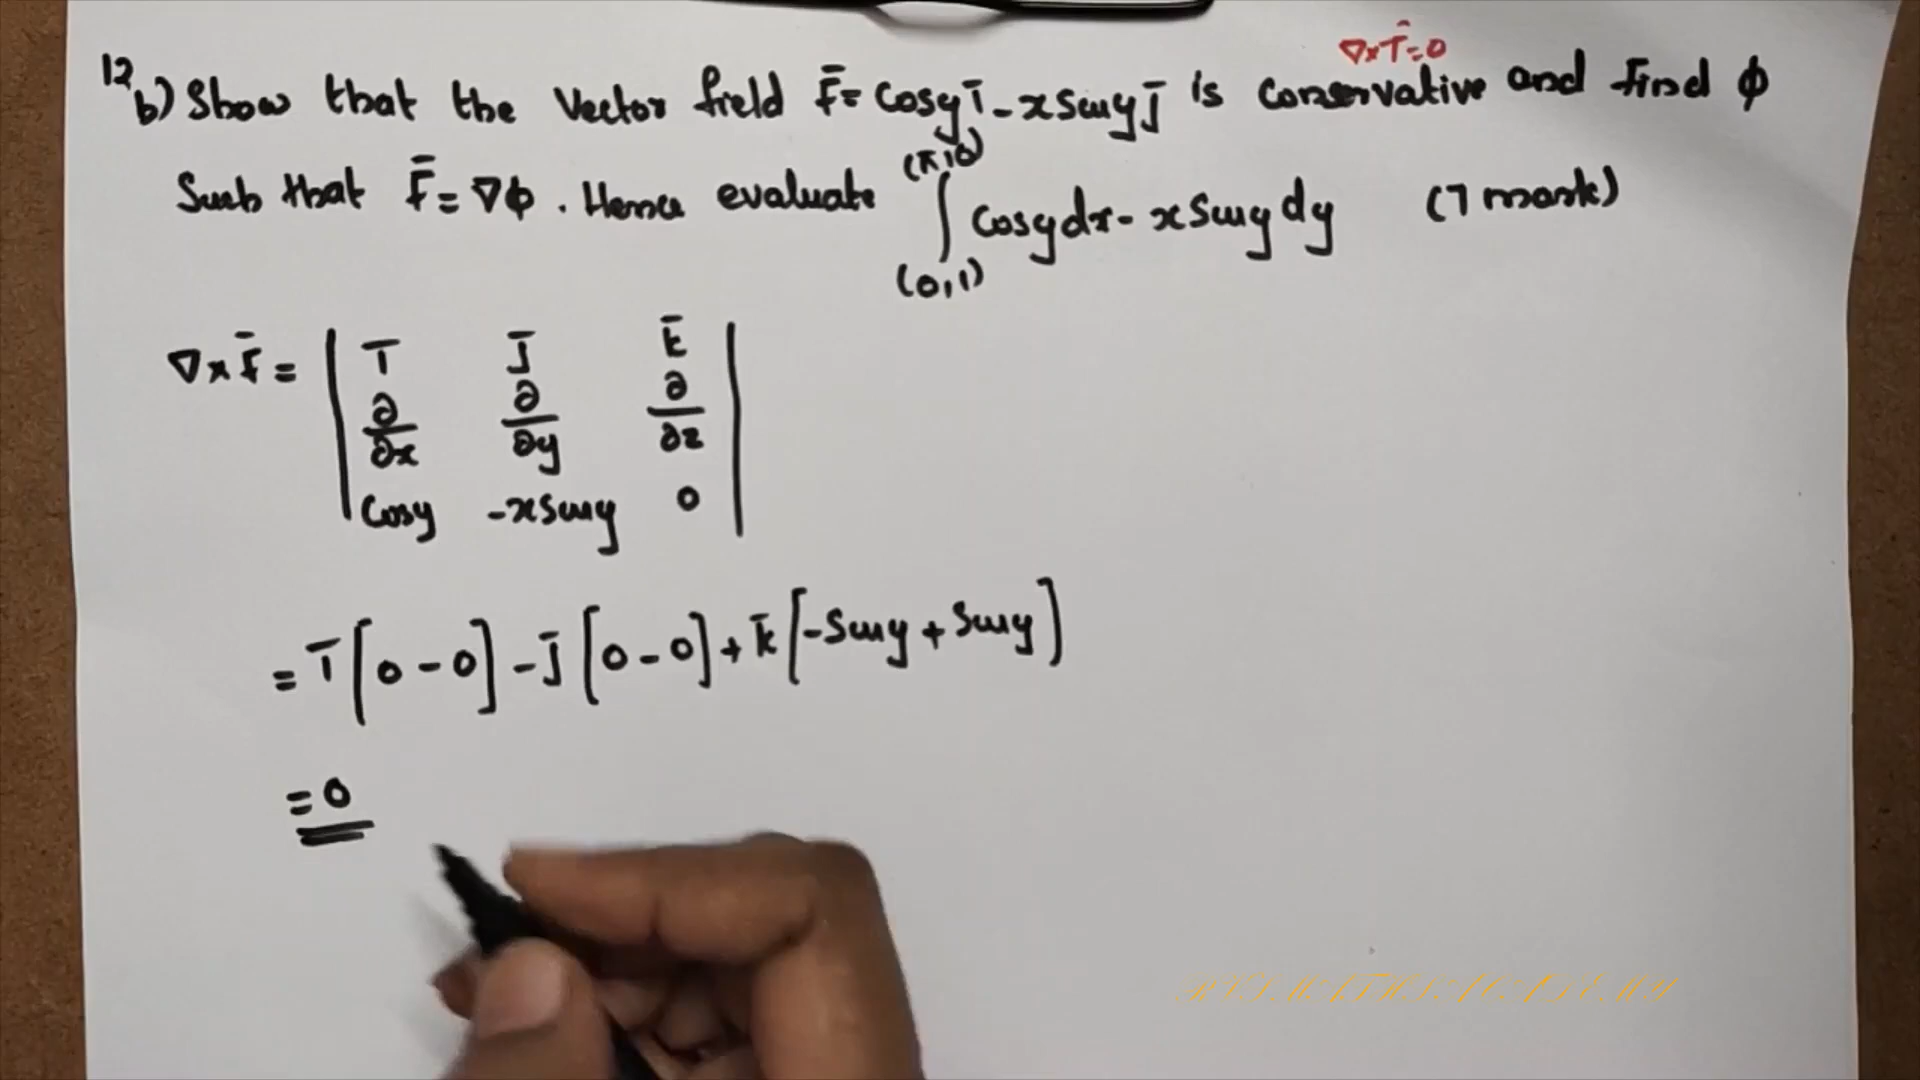 ∇×F̄=0
12
b) Show that the vector field F̄ = cosy ī - x siny j̄ is conservative and find ϕ
Such that F̄ = ∇ϕ. Hence evaluate ∫ cosy dx - x siny dy (7 mark)
(π,0)
(0,1)
∇×F̄ = | ī j̄ k̄ |
∂/∂x ∂/∂y ∂/∂z
cosy -x siny 0
= ī[0-0] - j̄[0-0] + k̄[-siny + siny]
= 0